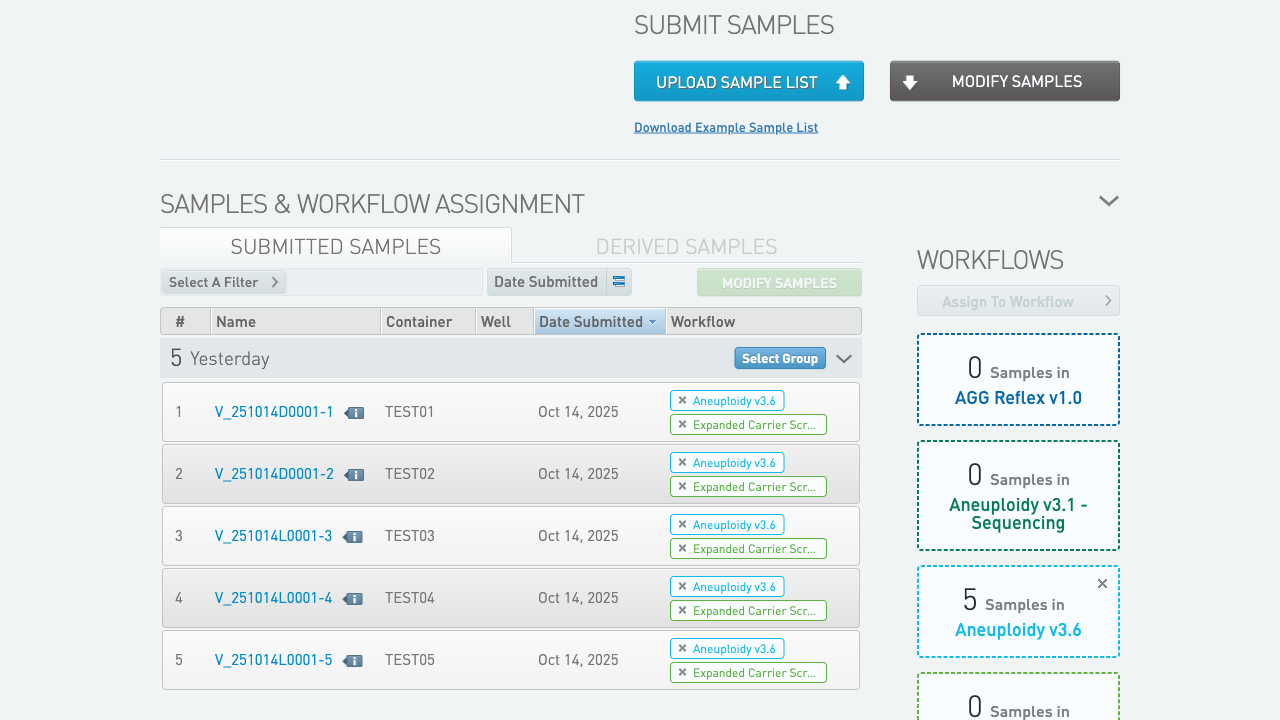 SUBMIT SAMPLES
UPLOAD SAMPLE LIST
MODIFY SAMPLES
Download Example Sample List
SAMPLES & WORKFLOW ASSIGNMENT
SUBMITTED SAMPLES
DERIVED SAMPLES
Select A Filter
Date Submitted
MODIFY SAMPLES
# Name Container Well Date Submitted Workflow
5 Yesterday
Select Group
1 V_251014D0001-1 TEST01 Oct 14, 2025 Aneuploidy v3.6
Expanded Carrier Scr...
2 V_251014D0001-2 TEST02 Oct 14, 2025 Aneuploidy v3.6
Expanded Carrier Scr...
3 V_251014L0001-3 TEST03 Oct 14, 2025 Aneuploidy v3.6
Expanded Carrier Scr...
4 V_251014L0001-4 TEST04 Oct 14, 2025 Aneuploidy v3.6
Expanded Carrier Scr...
5 V_251014L0001-5 TEST05 Oct 14, 2025 Aneuploidy v3.6
Expanded Carrier Scr...
WORKFLOWS
Assign To Workflow
0 Samples in
AGG Reflex v1.0
0 Samples in
Aneuploidy v3.1 -
Sequencing
5 Samples in
Aneuploidy v3.6
0 Samples in